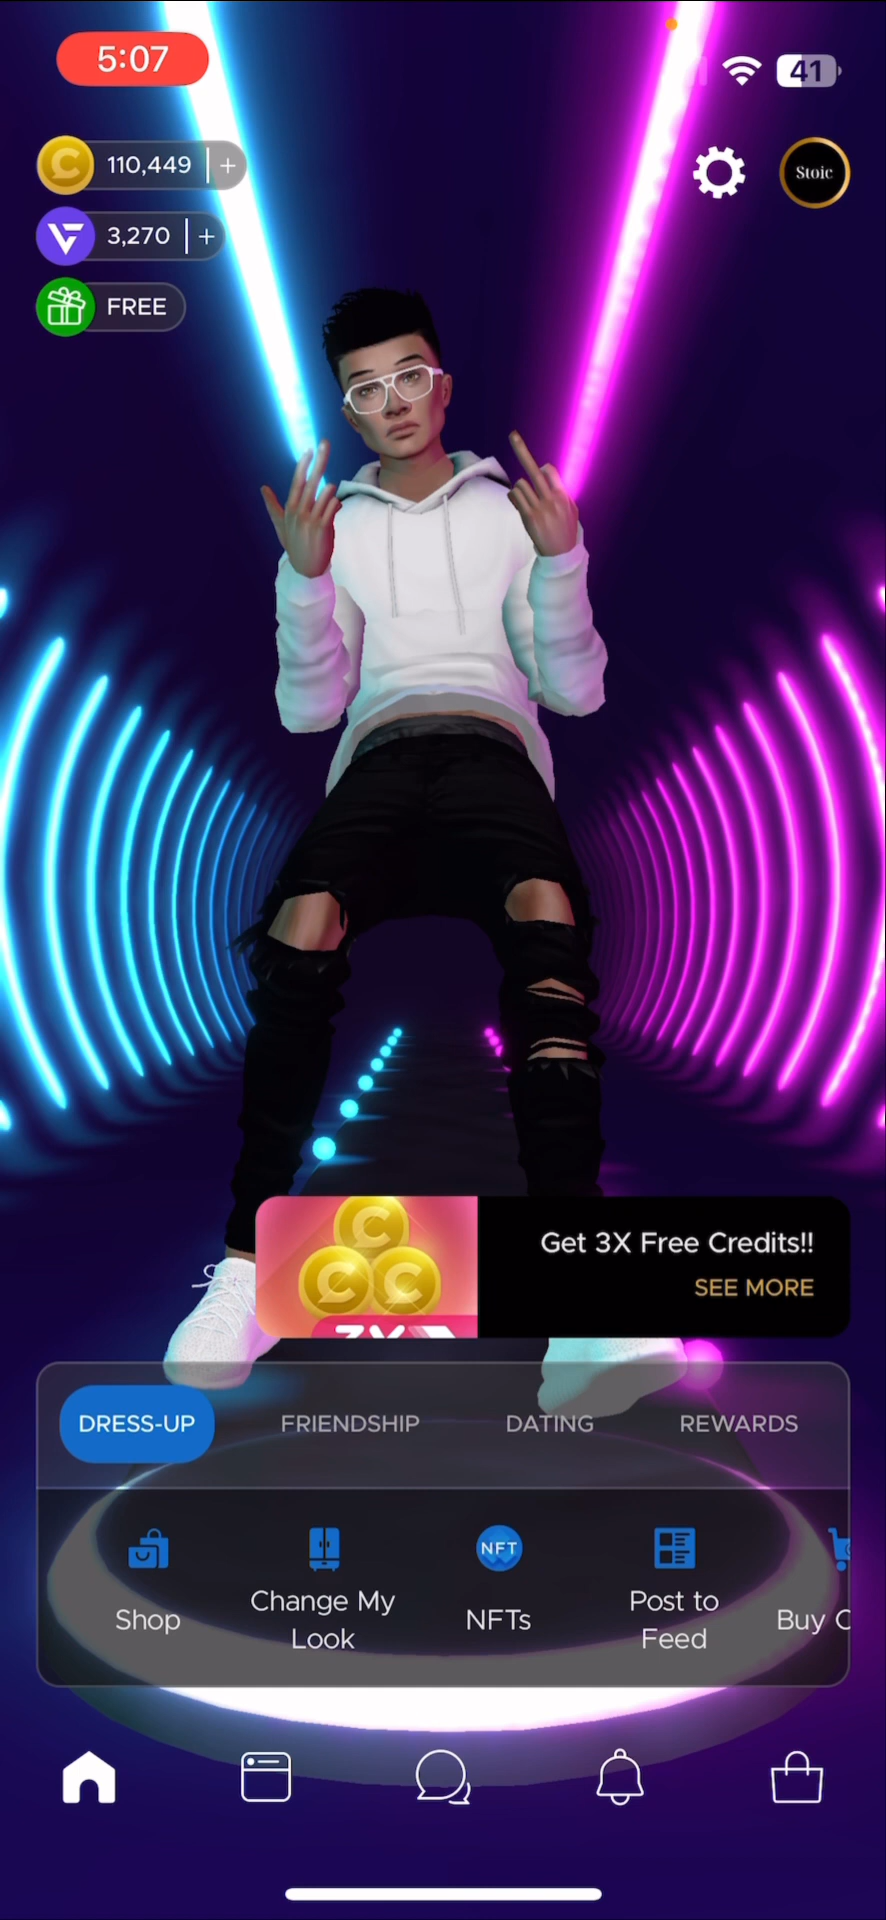 5:07
41
110,449
+
Stoic
3,270
+
FREE
Get 3X Free Credits!!
SEE MORE
DRESS-UP
FRIENDSHIP
DATING
REWARDS
Shop
Change My
Look
NFT
NFTs
Post to
Feed
Buy C